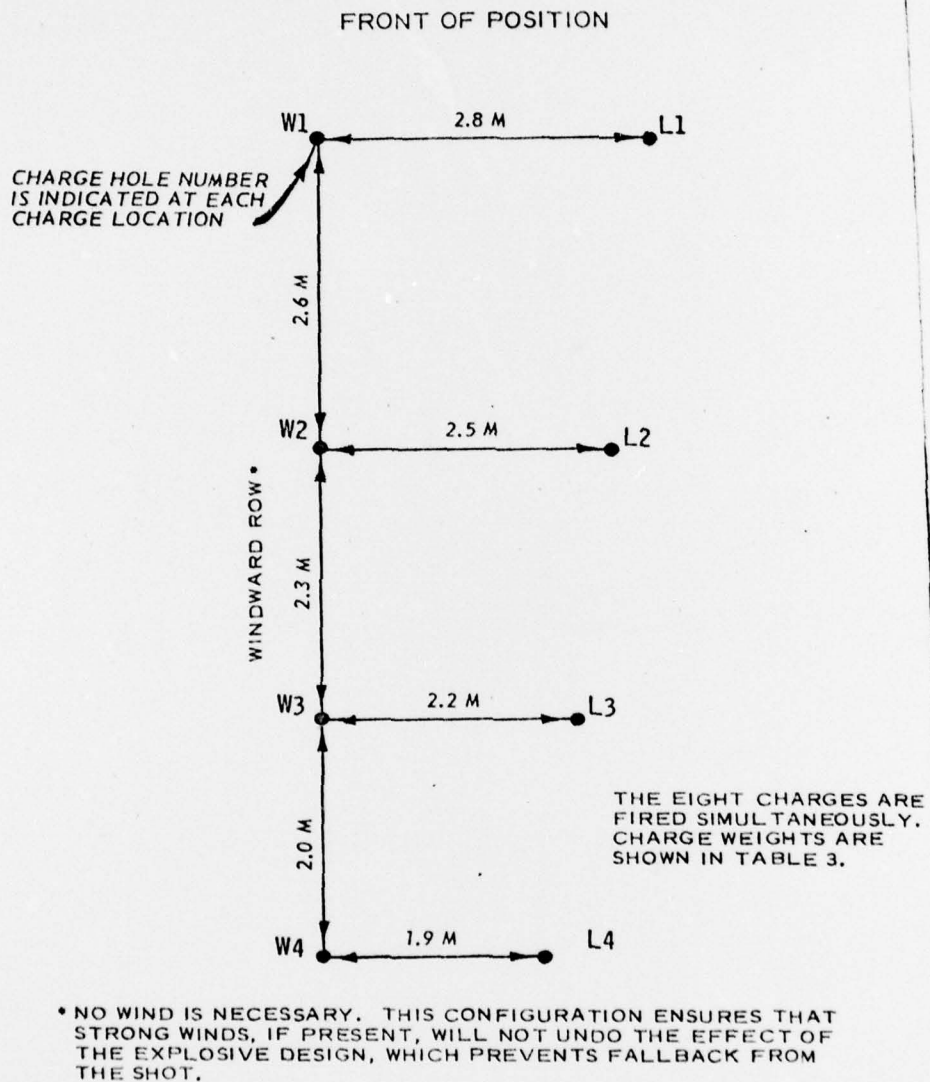 FRONT OF POSITION
W1 2.8 M L1
CHARGE HOLE NUMBER
IS INDICATED AT EACH
CHARGE LOCATION
2.6 M
W2 2.5 M L2
WINDWARD ROW *
2.3 M
W3 2.2 M L3
THE EIGHT CHARGES ARE
FIRED SIMULTANEOUSLY.
CHARGE WEIGHTS ARE
SHOWN IN TABLE 3.
2.0 M
W4 1.9 M L4
* NO WIND IS NECESSARY. THIS CONFIGURATION ENSURES THAT
STRONG WINDS, IF PRESENT, WILL NOT UNDO THE EFFECT OF
THE EXPLOSIVE DESIGN, WHICH PREVENTS FALLBACK FROM
THE SHOT.